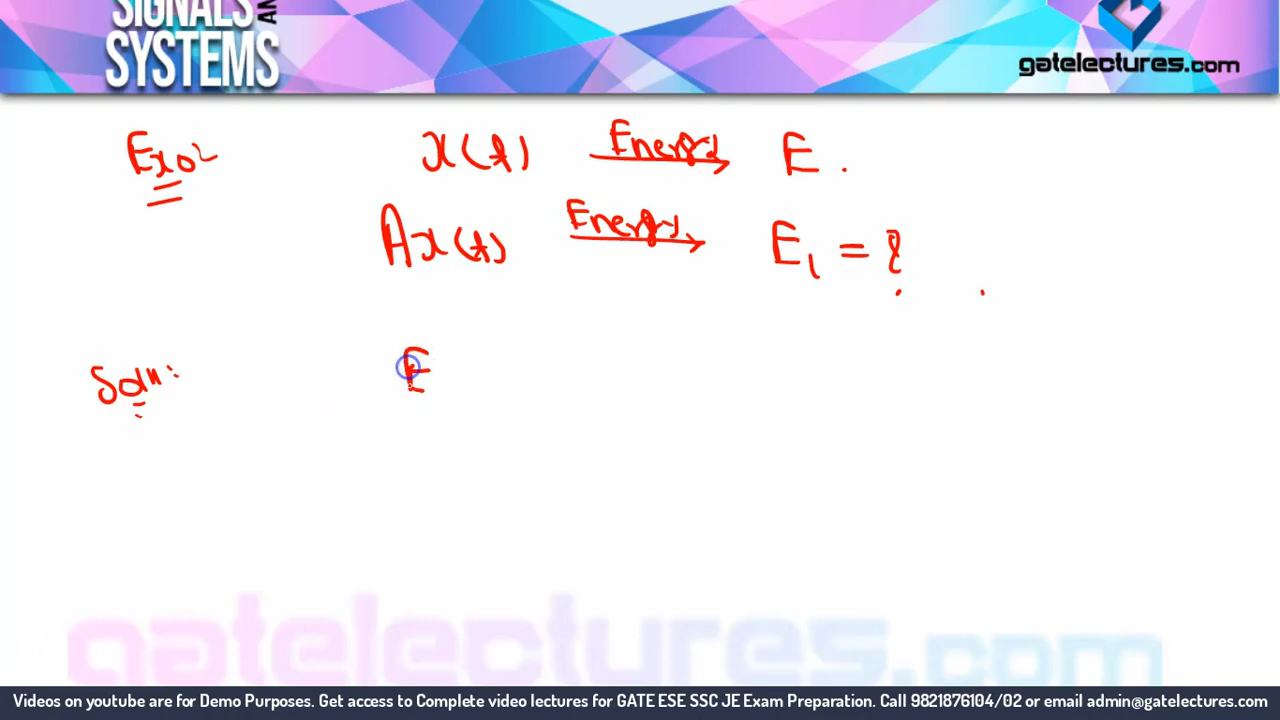 SIGNALS AND
SYSTEMS
gatelectures.com
Ex
x(t) Energy E.
Ax(t) Energy E₁ = ?
Soln:
E
gatelectures.com
Videos on youtube are for Demo Purposes. Get access to Complete video lectures for GATE ESE SSC JE Exam Preparation. Call 9821876104/02 or email admin@gatelectures.com